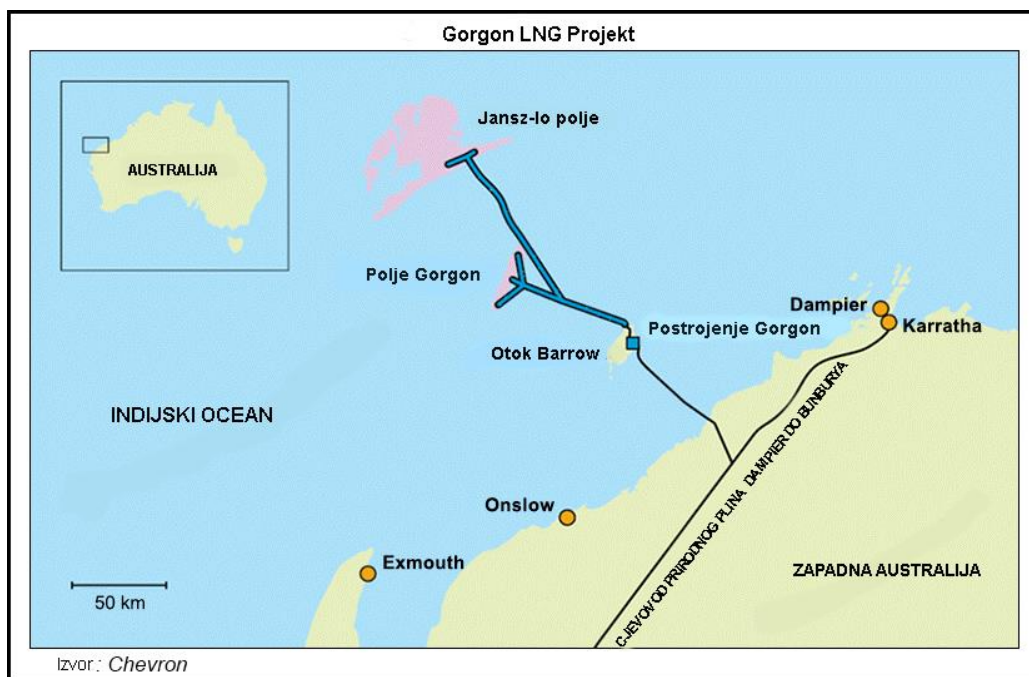 Gorgon LNG Projekt
AUSTRALIJA
Jansz-lo polje
Polje Gorgon
Dampier
Karratha
Postrojenje Gorgon
Otok Barrow
INDIJSKI OCEAN
CJEVOVOD PRIRODNOG PLINA DAMPIER DO BUNBURYA
Onslow
Exmouth
ZAPADNA AUSTRALIJA
50 km
Izvor: Chevron